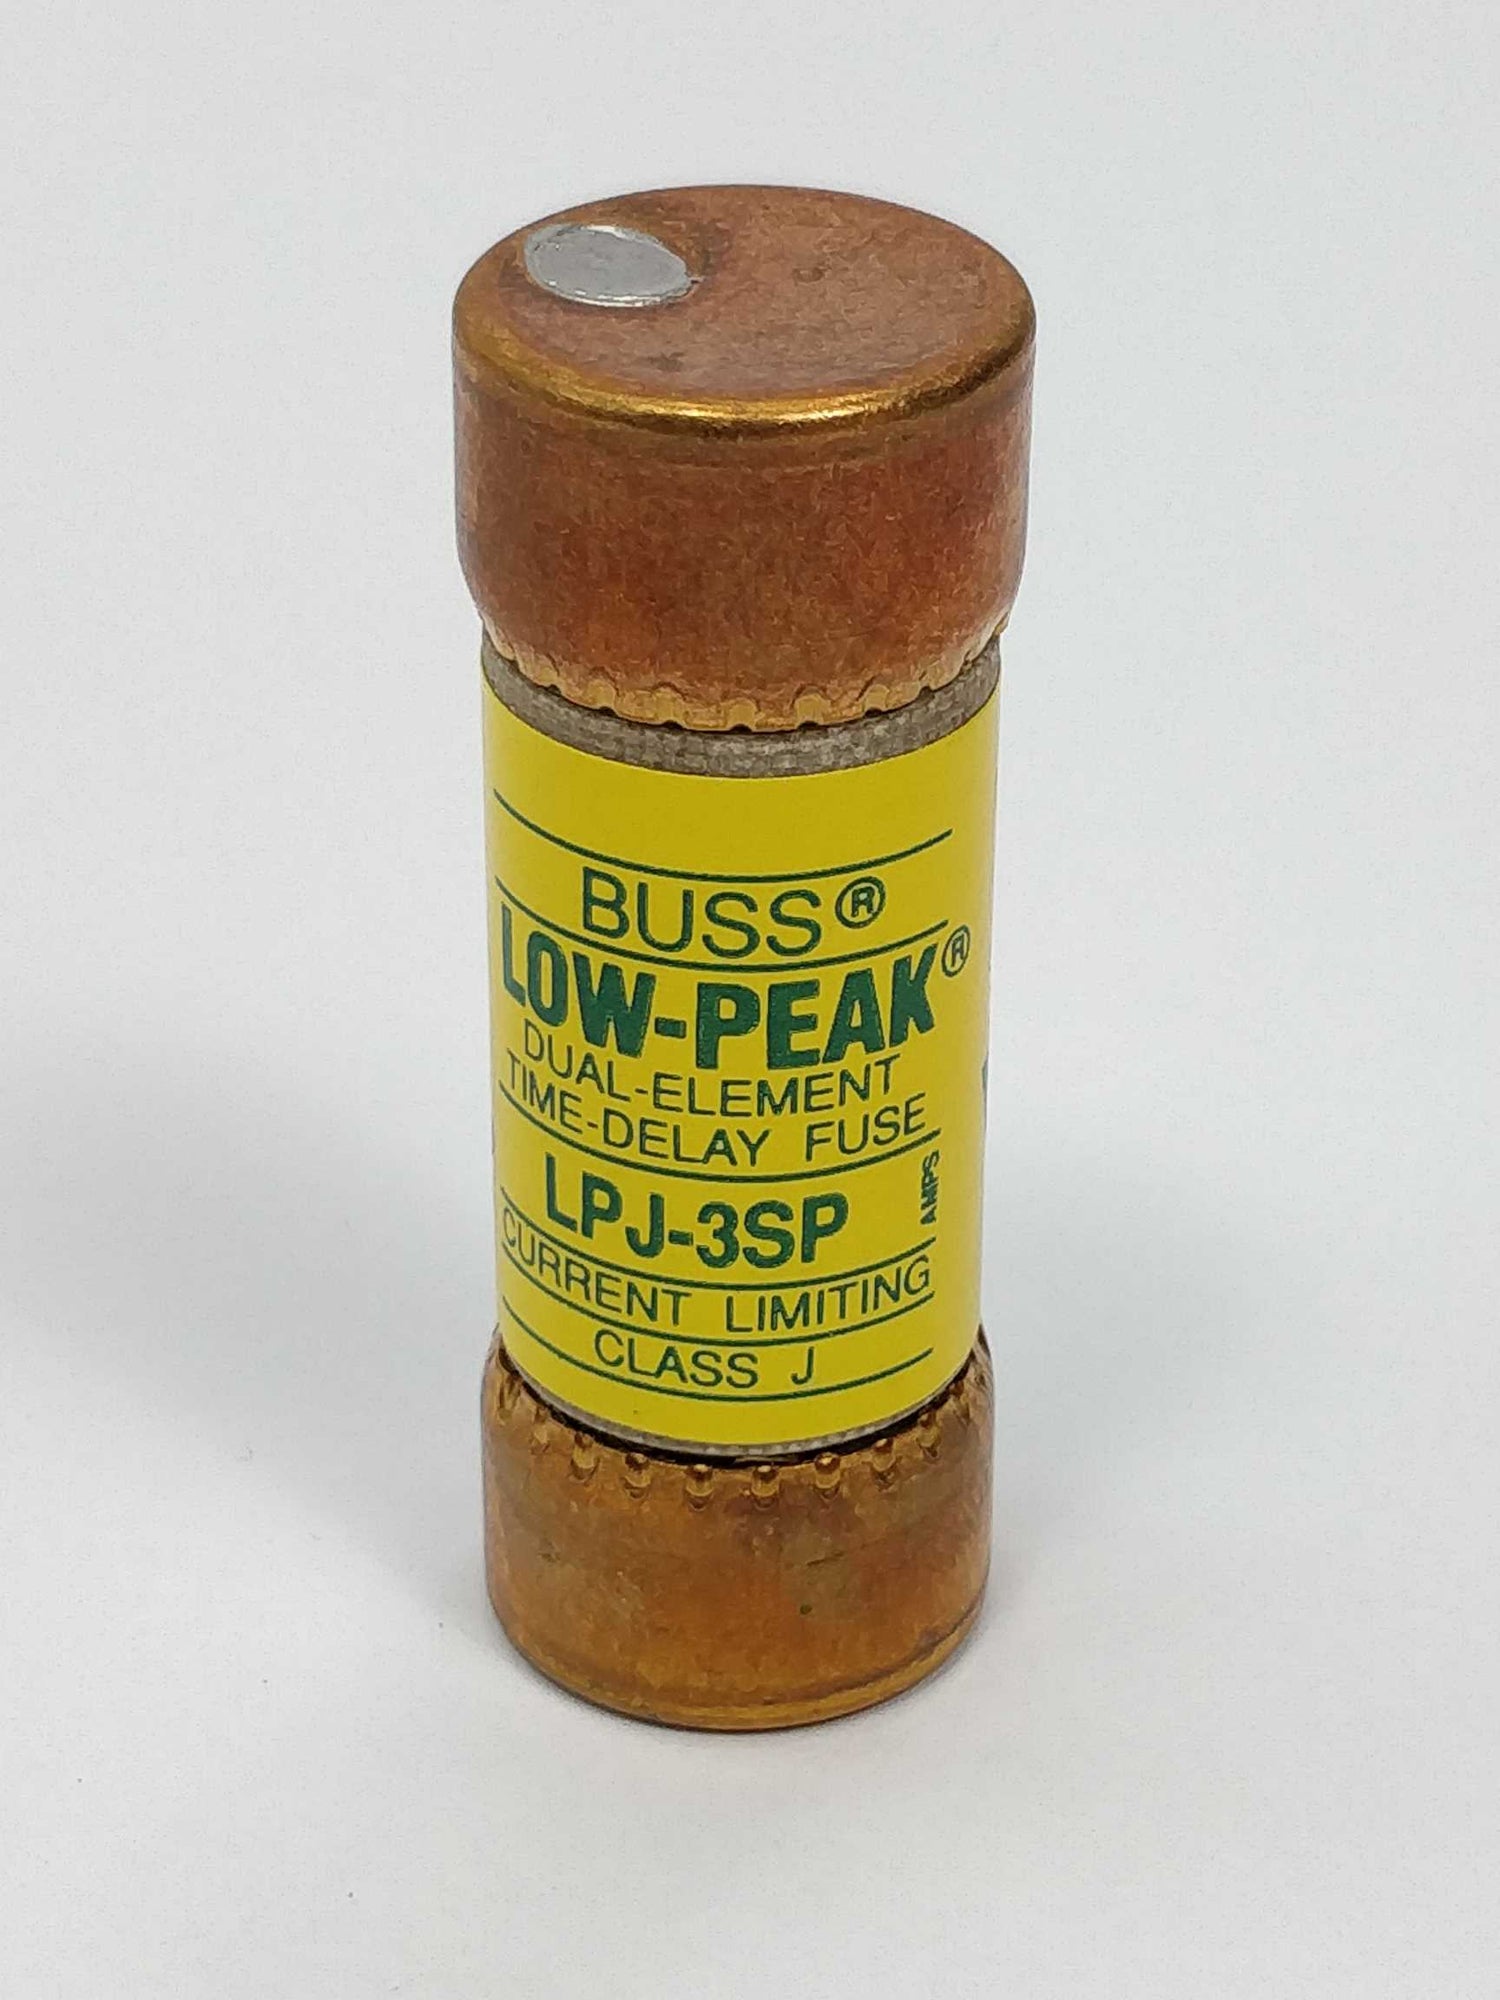 BUSS®
LOW-PEAK®
DUAL-ELEMENT
TIME-DELAY FUSE
LPJ-3SP
AMPS
CURRENT LIMITING
CLASS J